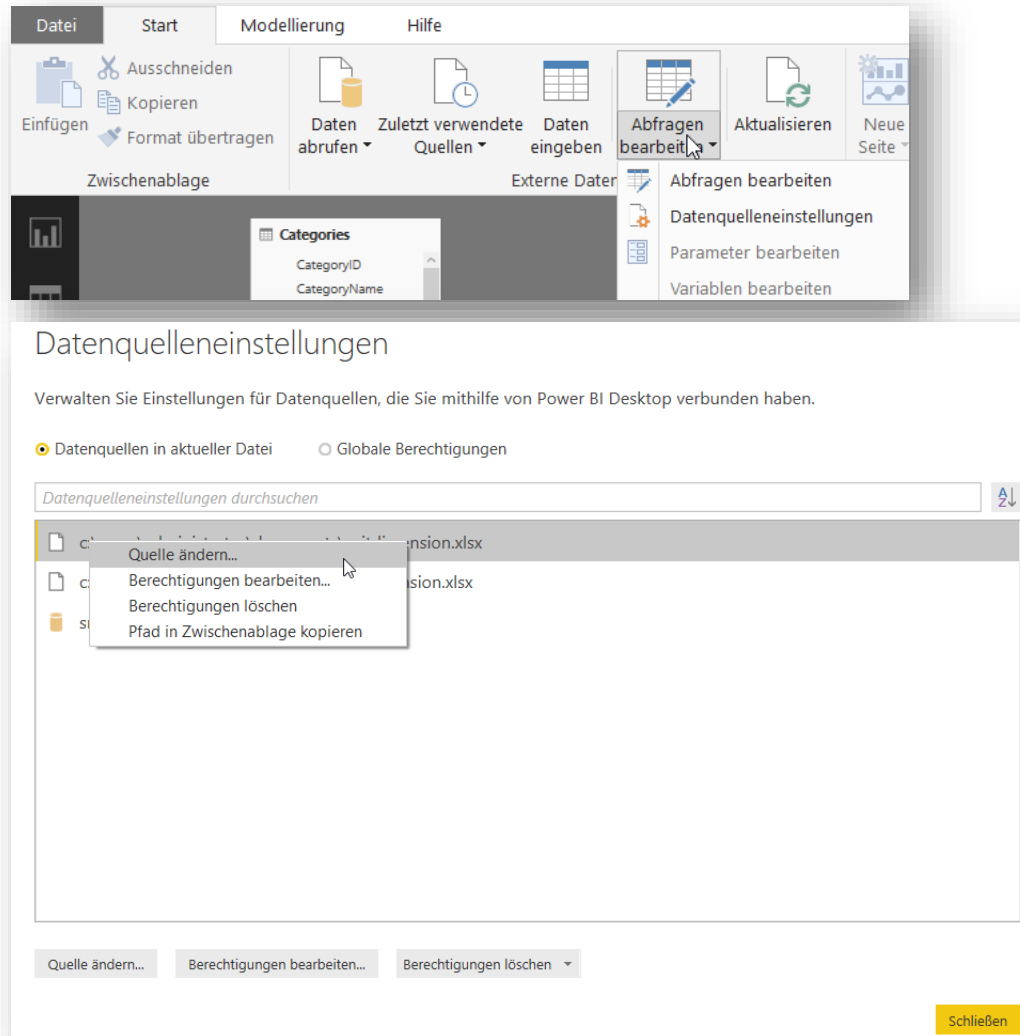 Datei Start Modellierung Hilfe
Einfügen
Ausschneiden
Kopieren
Format übertragen
Zwischenablage
Daten abrufen
Zuletzt verwendete Quellen
Daten eingeben
Abfragen bearbeiten
Aktualisieren
Neue Seite
Externe Daten
Abfragen bearbeiten
Datenquelleneinstellungen
Parameter bearbeiten
Variablen bearbeiten
Categories
CategoryID
CategoryName
Datenquelleneinstellungen
Verwalten Sie Einstellungen für Datenquellen, die Sie mithilfe von Power BI Desktop verbunden haben.
Datenquellen in aktueller Datei Globale Berechtigungen
Datenquelleneinstellungen durchsuchen
Quelle ändern...
Berechtigungen bearbeiten...
Berechtigungen löschen
Pfad in Zwischenablage kopieren
Quelle ändern... Berechtigungen bearbeiten... Berechtigungen löschen
Schließen